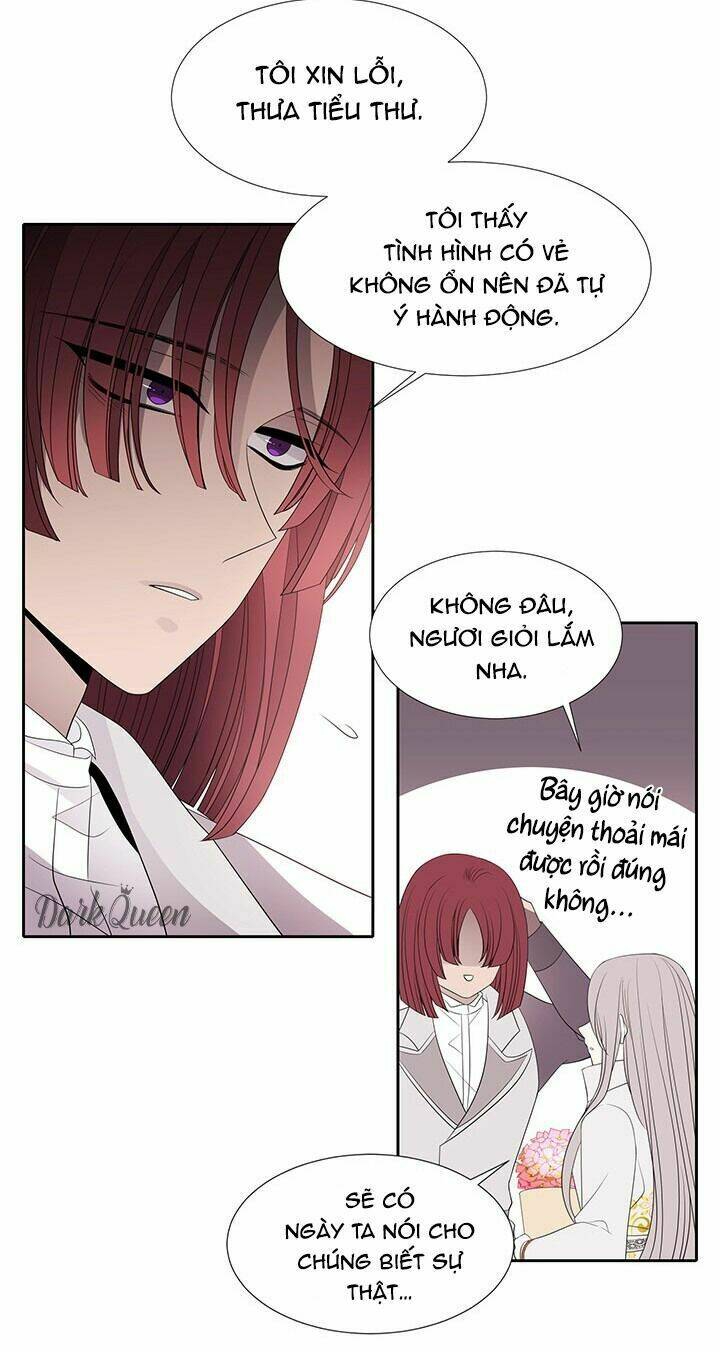 TÔI XIN LỖI,
THƯA TIỂU THƯ.
TÔI THẤY
TÌNH HÌNH CÓ VẺ
KHÔNG ỔN NÊN ĐÃ TỰ
Ý HÀNH ĐỘNG.
KHÔNG ĐÂU,
NGƯƠI GIỎI LẮM
NHA.
Bây giờ nói
chuyện thoải mái
được rồi đúng
không...
Dark Queen
SẼ CÓ
NGÀY TA NÓI CHO
CHÚNG BIẾT SỰ
THẬT...